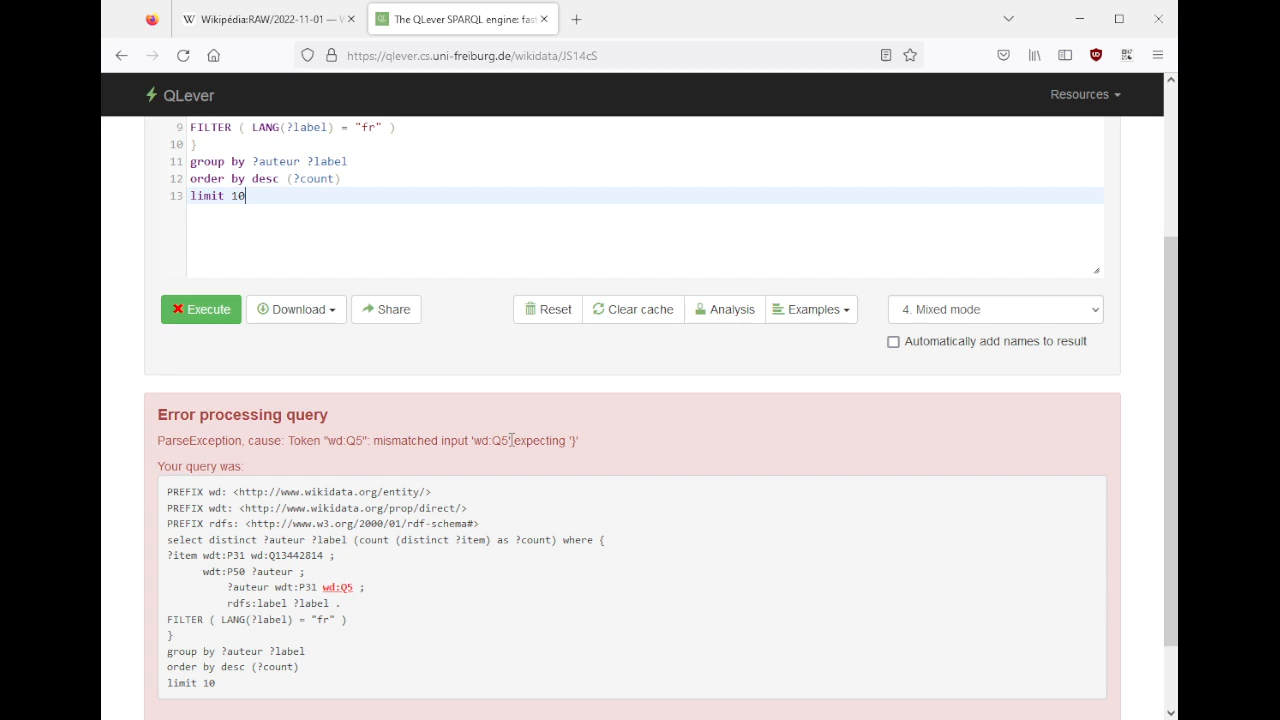 Wikipédia:RAW/2022-11-01 —
The QLever SPARQL engine: fast
https://qlever.cs.uni-freiburg.de/wikidata/JS14cS
QLever
Resources
9 FILTER ( LANG(?label) = "fr" )
10 }
11 group by ?auteur ?label
12 order by desc (?count)
13 limit 10
Execute Download Share Reset Clear cache Analysis Examples 4. Mixed mode
Automatically add names to result
Error processing query
ParseException, cause: Token "wd:Q5": mismatched input 'wd:Q5' expecting '}'
Your query was:
PREFIX wd: <http://www.wikidata.org/entity/>
PREFIX wdt: <http://www.wikidata.org/prop/direct/>
PREFIX rdfs: <http://www.w3.org/2000/01/rdf-schema#>
select distinct ?auteur ?label (count (distinct ?item) as ?count) where {
?item wdt:P31 wd:Q13442814 ;
wdt:P50 ?auteur ;
?auteur wdt:P31 wd:Q5 ;
rdfs:label ?label .
FILTER ( LANG(?label) = "fr" )
}
group by ?auteur ?label
order by desc (?count)
limit 10